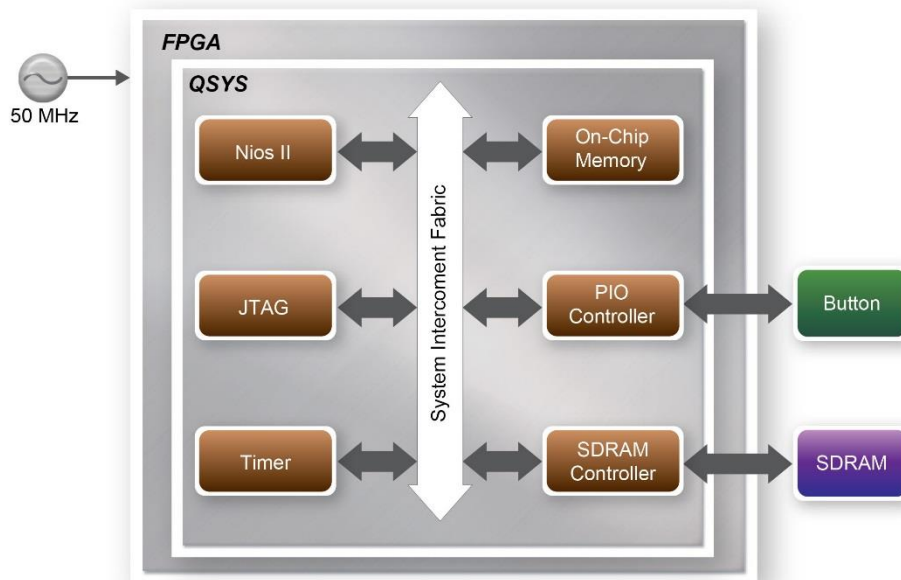 FPGA
QSYS
50 MHz
Nios II
On-Chip
Memory
System Intercoment Fabric
JTAG
PIO
Controller
Button
Timer
SDRAM
Controller
SDRAM